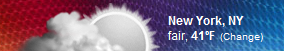 New York, NY
fair, 41°F (Change)